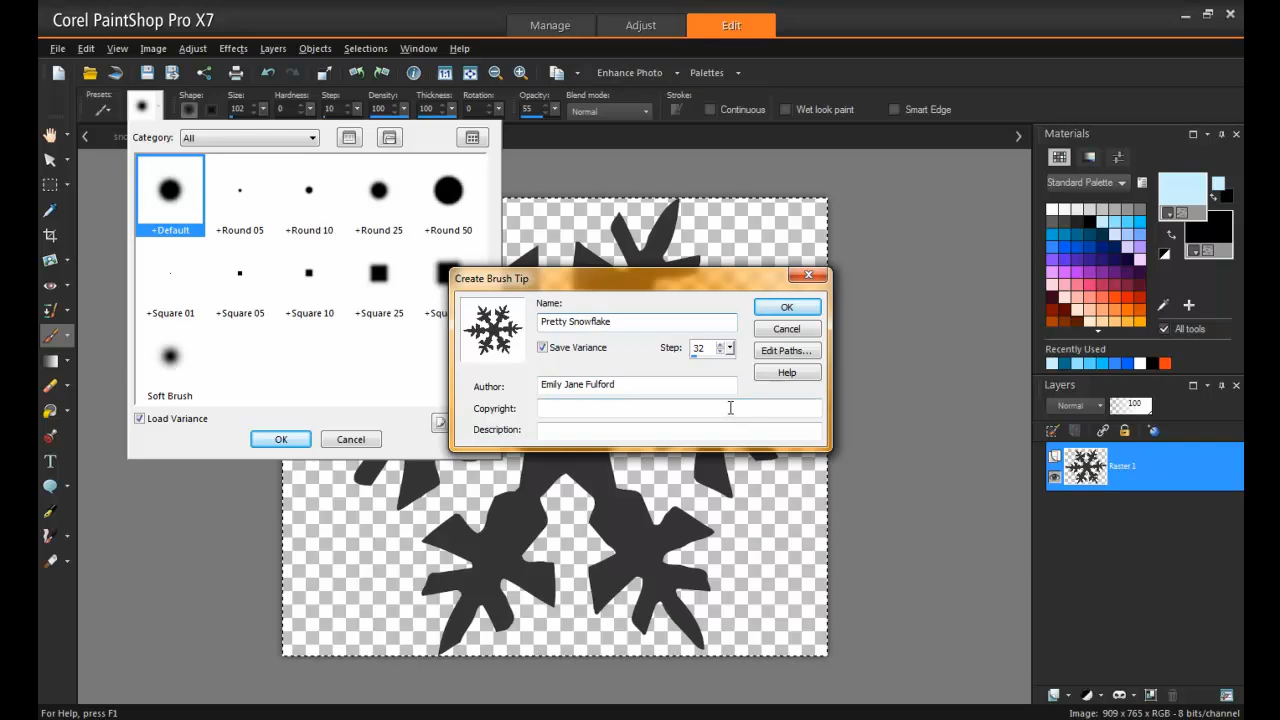 Corel PaintShop Pro X7
Manage
Adjust
Edit
File Edit View Image Adjust Effects Layers Objects Selections Window Help
Enhance Photo
Palettes
Presets:
Shape:
Size:
Hardness:
Step:
Density:
Thickness:
Rotation:
Opacity:
Blend mode:
Stroke:
102
0
10
100
100
0
55
Normal
Continuous
Wet look paint
Smart Edge
Category:
All
+Default
+Round 05
+Round 10
+Round 25
+Round 50
+Square 01
+Square 05
+Square 10
+Square 25
Soft Brush
Load Variance
OK
Cancel
Create Brush Tip
Name:
Pretty Snowflake
Save Variance
Step:
32
Author:
Emily Jane Fulford
Copyright:
Description:
OK
Cancel
Edit Paths...
Help
Materials
Standard Palette
All tools
Recently Used
Layers
Normal
100
Raster 1
For Help, press F1
Image: 909 x 765 x RGB - 8 bits/channel